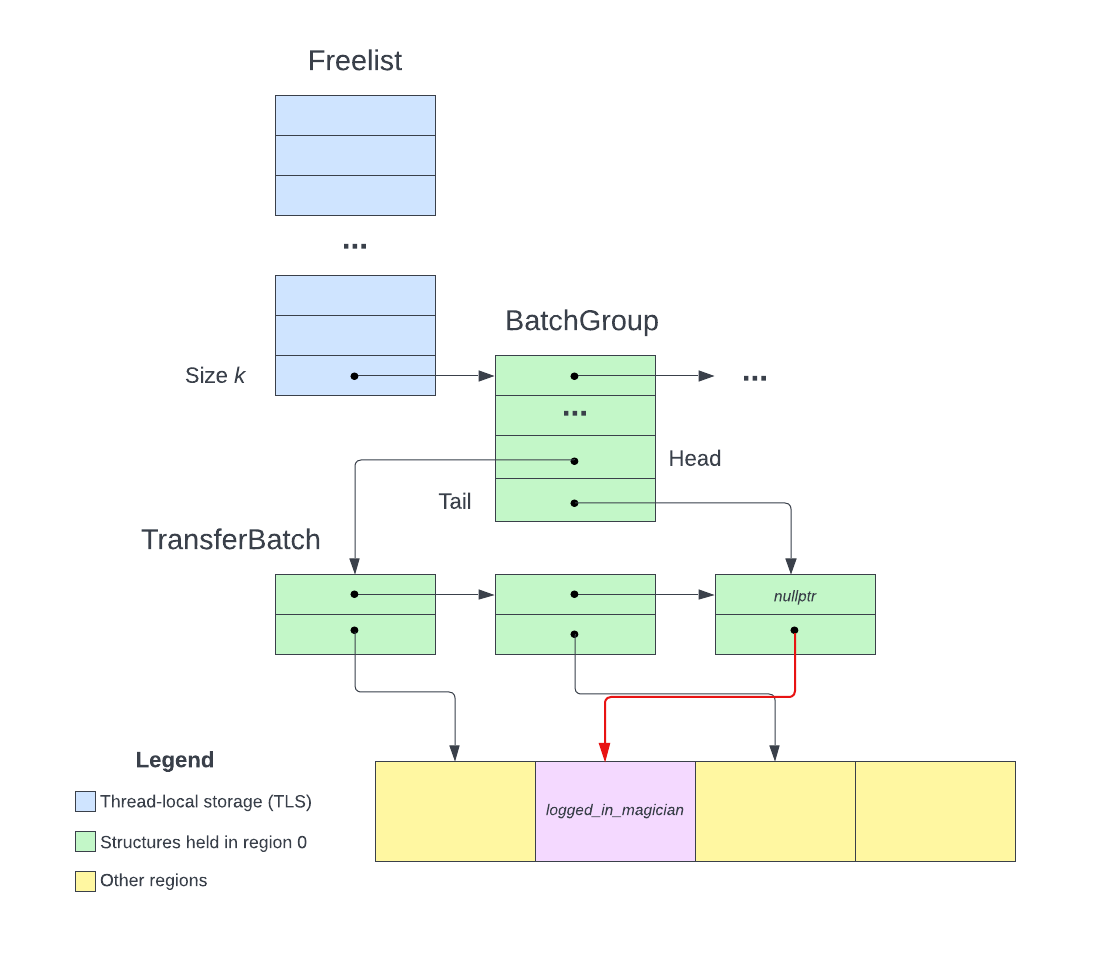 Freelist
...
BatchGroup
Size k
...
...
Head
Tail
TransferBatch
nullptr
Legend
Thread-local storage (TLS)
logged_in_magician
Structures held in region 0
Other regions